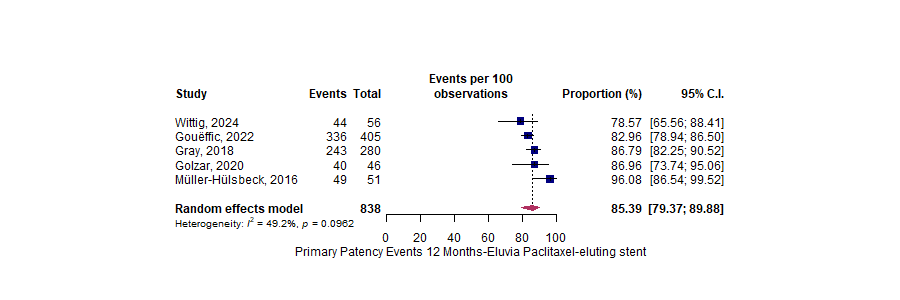 Events per 100
Study Events Total observations Proportion (%) 95% C.I.
Wittig, 2024 44 56 78.57 [65.56; 88.41]
Gouëffic, 2022 336 405 82.96 [78.94; 86.50]
Gray, 2018 243 280 86.79 [82.25; 90.52]
Golzar, 2020 40 46 86.96 [73.74; 95.06]
Müller-Hülsbeck, 2016 49 51 96.08 [86.54; 99.52]
Random effects model 838 85.39 [79.37; 89.88]
Heterogeneity: I² = 49.2%, p = 0.0962
0 20 40 60 80 100
Primary Patency Events 12 Months-Eluvia Paclitaxel-eluting stent